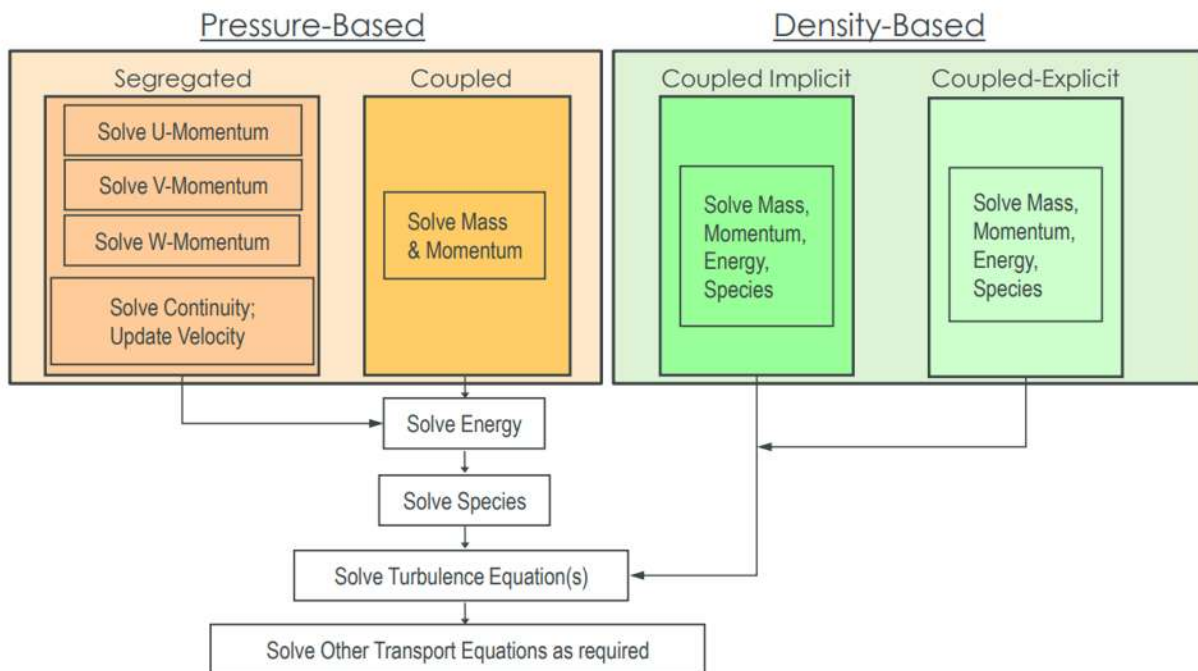 Pressure-Based
Density-Based
Segregated
Coupled
Coupled Implicit
Coupled-Explicit
Solve U-Momentum
Solve V-Momentum
Solve W-Momentum
Solve Continuity;
Update Velocity
Solve Mass
& Momentum
Solve Mass,
Momentum,
Energy,
Species
Solve Mass,
Momentum,
Energy,
Species
Solve Energy
Solve Species
Solve Turbulence Equation(s)
Solve Other Transport Equations as required